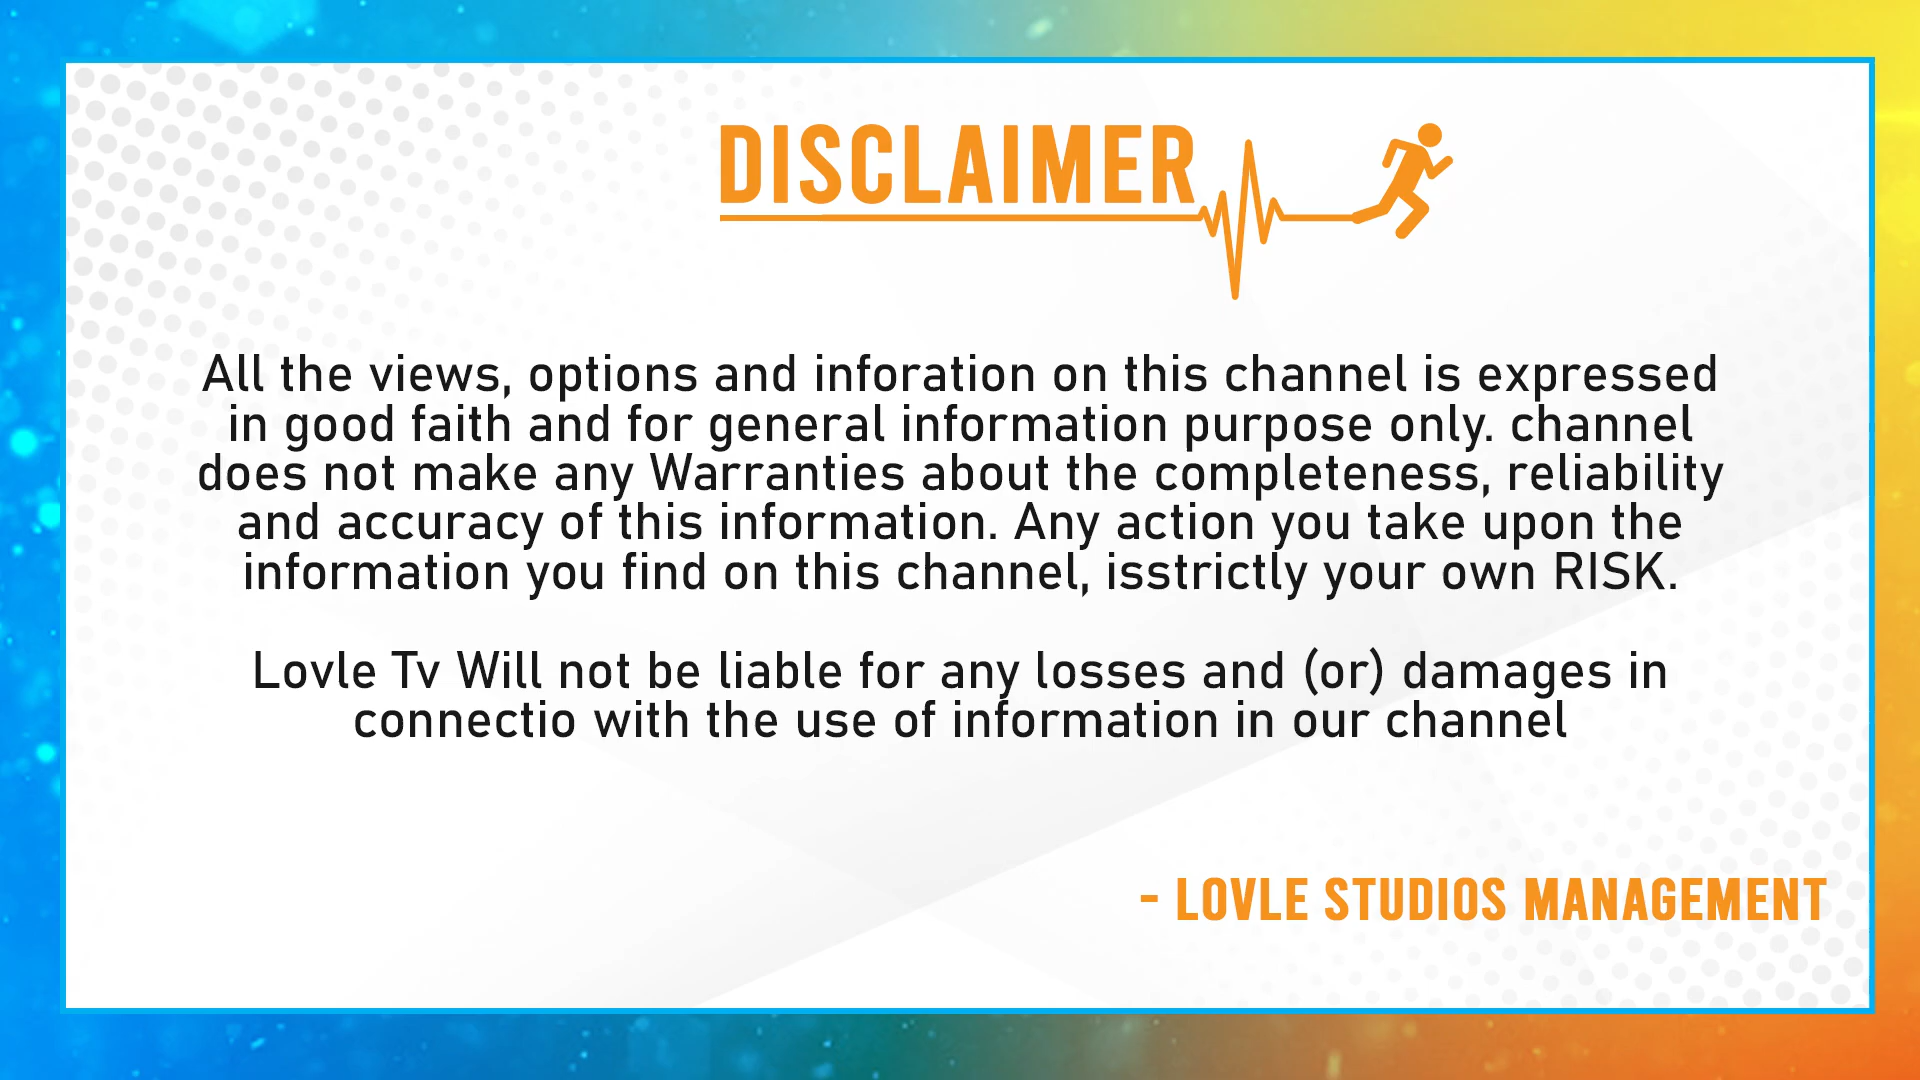 DISCLAIMER
All the views, options and inforation on this channel is expressed
in good faith and for general information purpose only. channel
does not make any Warranties about the completeness, reliability
and accuracy of this information. Any action you take upon the
information you find on this channel, isstrictly your own RISK.
Lovle Tv Will not be liable for any losses and (or) damages in
connectio with the use of information in our channel
- LOVLE STUDIOS MANAGEMENT